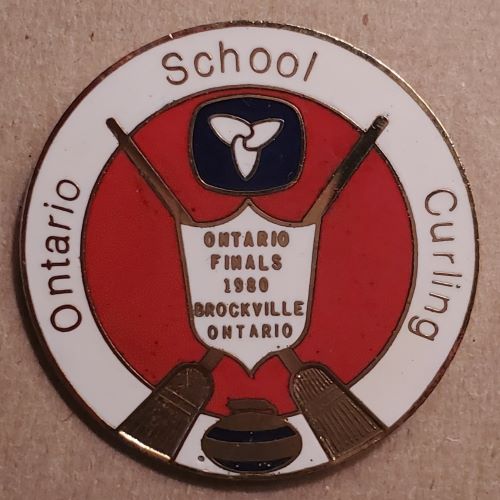 Ontario School Curling
ONTARIO
FINALS
1980
BROCKVILLE
ONTARIO